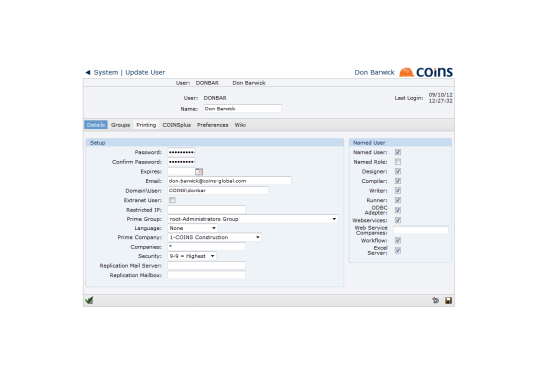 ◄ System | Update User
Don Barwick COINS
User: DONBAR Don Barwick
User: DONBAR
Last Login: 09/10/12 12:27:32
Name: Don Barwick
Details Groups Printing COINSplus Preferences Wiki
Setup
Password: •••••••••
Confirm Password: •••••••••
Expires:
Email: don.barwick@coins-global.com
Domain\User: COINS\donbar
Extranet User:
Restricted IP:
Prime Group: root-Administrators Group
Language: None
Prime Company: 1-COINS Construction
Companies: *
Security: 9-9 = Highest
Replication Mail Server:
Replication Mailbox:
Named User
Named User:
Named Role:
Designer:
Compiler:
Writer:
Runner:
ODBC
Adapter:
Webservices:
Web Service
Companies:
Workflow:
Excel
Server: